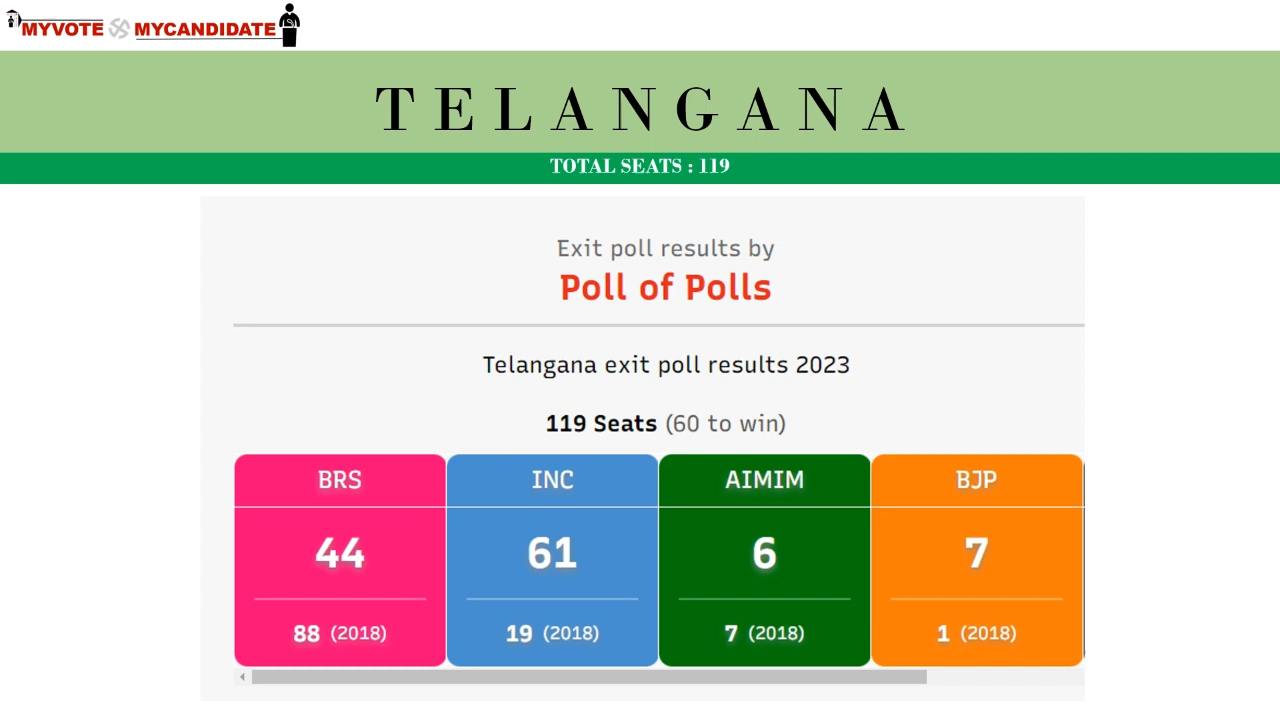 MYVOTE MYCANDIDATE
TELANGANA
TOTAL SEATS : 119
Exit poll results by
Poll of Polls
Telangana exit poll results 2023
119 Seats (60 to win)
BRS INC AIMIM BJP
44 61 6 7
88 (2018) 19 (2018) 7 (2018) 1 (2018)